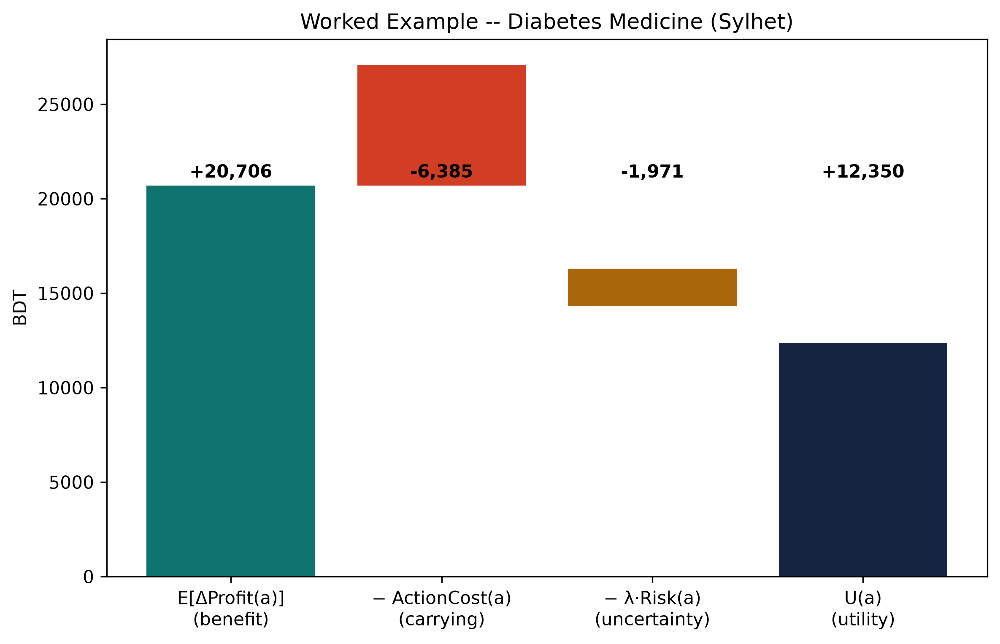 Worked Example -- Diabetes Medicine (Sylhet)
BDT
25000
20000
15000
10000
5000
0
+20,706
-6,385
-1,971
+12,350
E[ΔProfit(a)]
(benefit)
− ActionCost(a)
(carrying)
− λ·Risk(a)
(uncertainty)
U(a)
(utility)